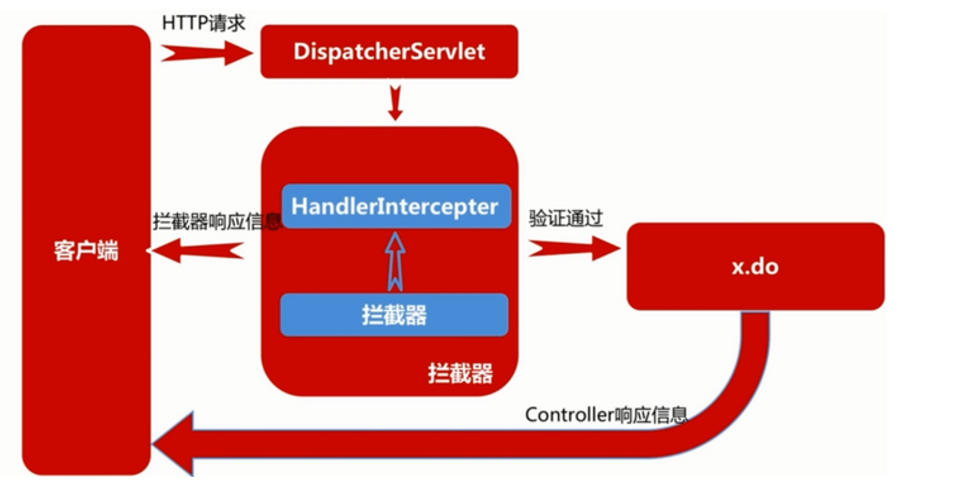 HTTP请求
DispatcherServlet
HandlerIntercepter
拦截器响应信息
验证通过
客户端
x.do
拦截器
拦截器
Controller响应信息